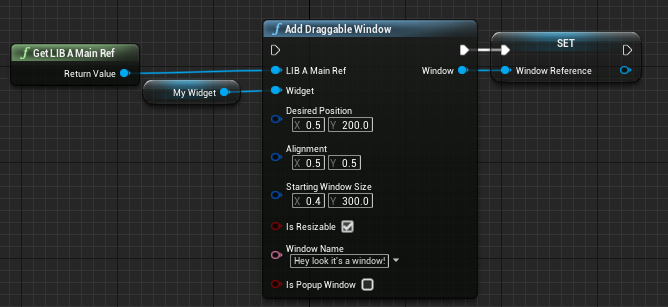 Add Draggable Window
Get LIB A Main Ref
SET
Return Value
LIB A Main Ref
Window
Window Reference
My Widget
Widget
Desired Position
X 0.5 Y 200.0
Alignment
X 0.5 Y 0.5
Starting Window Size
X 0.4 Y 300.0
Is Resizable
Window Name
Hey look it's a window!
Is Popup Window